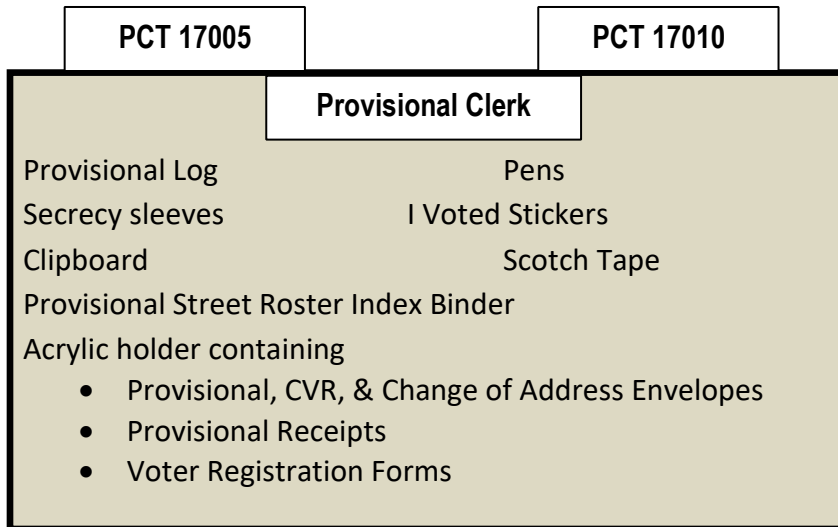 PCT 17005 PCT 17010
Provisional Clerk
Provisional Log Pens
Secrecy sleeves I Voted Stickers
Clipboard Scotch Tape
Provisional Street Roster Index Binder
Acrylic holder containing
• Provisional, CVR, & Change of Address Envelopes
• Provisional Receipts
• Voter Registration Forms